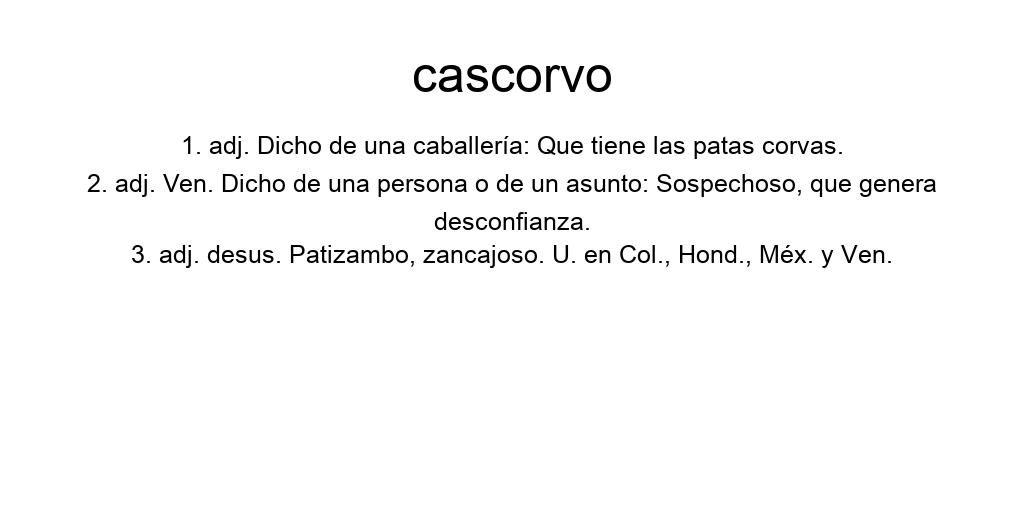 cascorvo
1. adj. Dicho de una caballería: Que tiene las patas corvas.
2. adj. Ven. Dicho de una persona o de un asunto: Sospechoso, que genera
desconfianza.
3. adj. desus. Patizambo, zancajoso. U. en Col., Hond., Méx. y Ven.